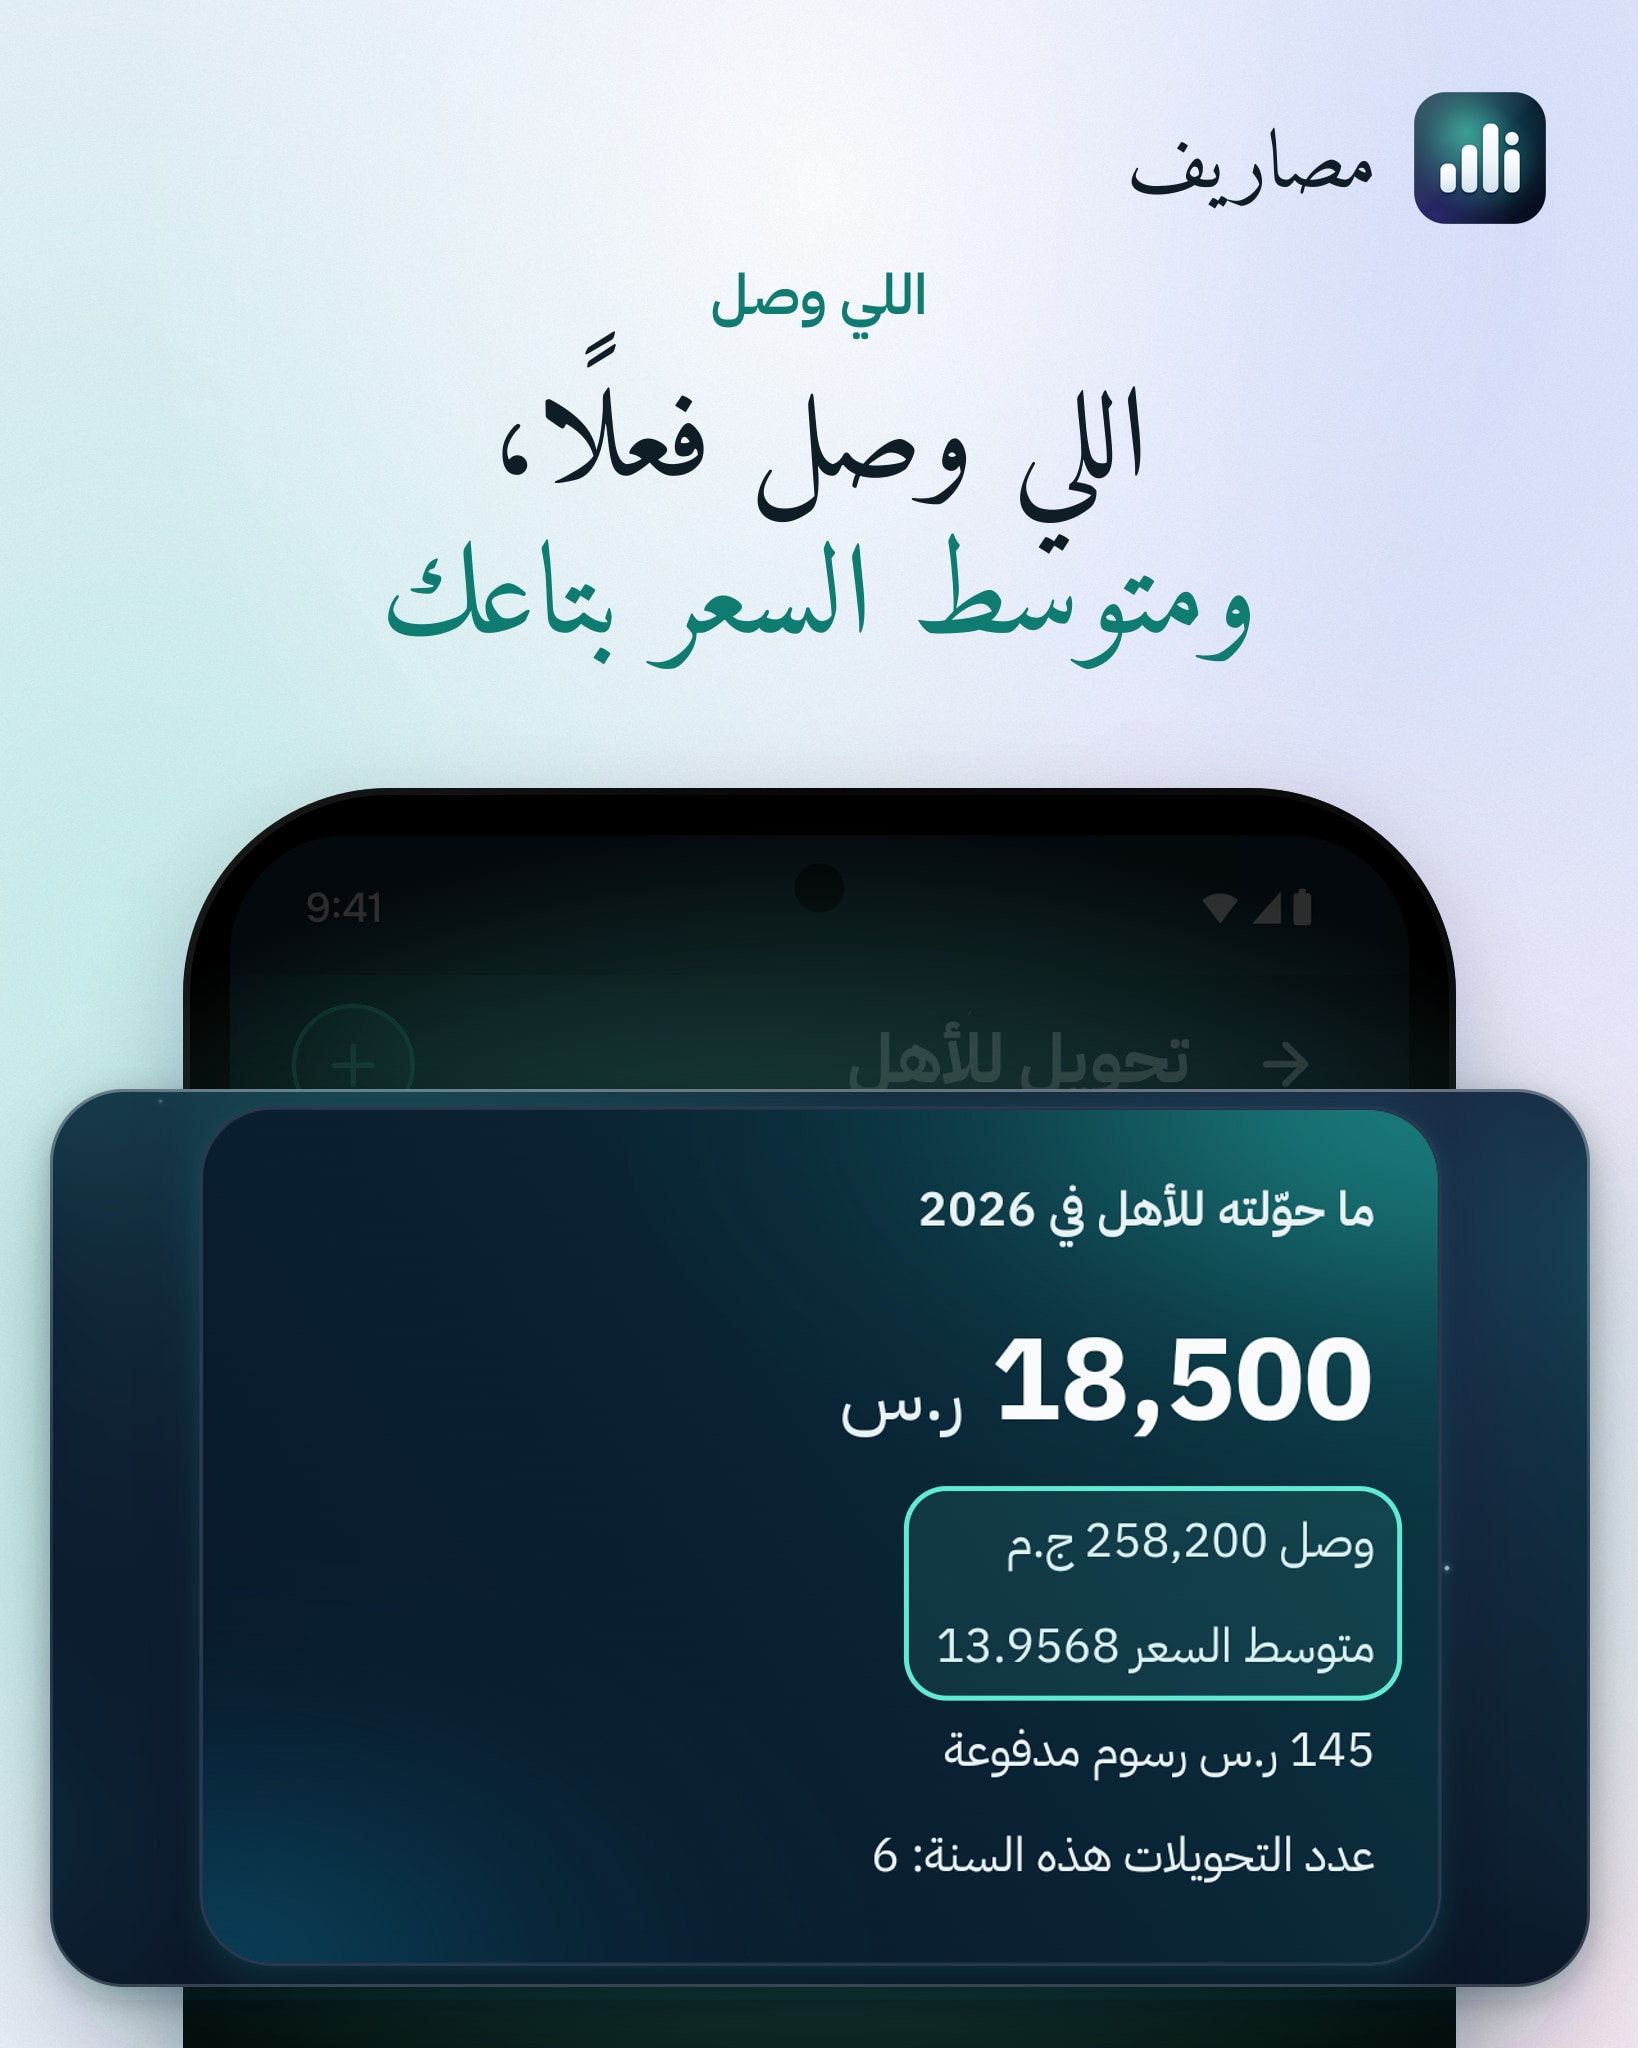 مصاريف
اللي وصل
اللي وصل فعلًا،
ومتوسط السعر بتاعك
9:41
تحويل للأهل
ما حوّلته للأهل في 2026
18,500 ر.س
وصل 258,200 ج.م
متوسط السعر 13.9568
145 ر.س رسوم مدفوعة
عدد التحويلات هذه السنة: 6